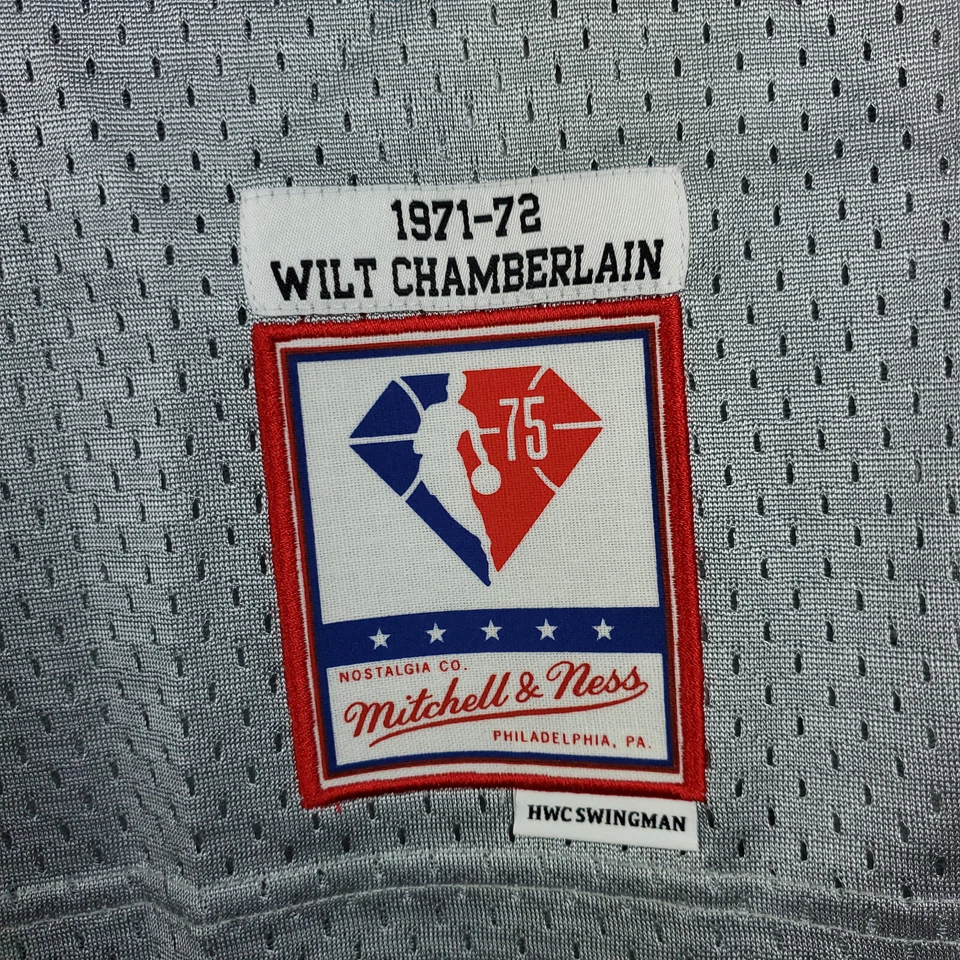 1971-72
WILT CHAMBERLAIN
75
NOSTALGIA CO.
Mitchell & Ness
PHILADELPHIA, PA.
HWC SWINGMAN